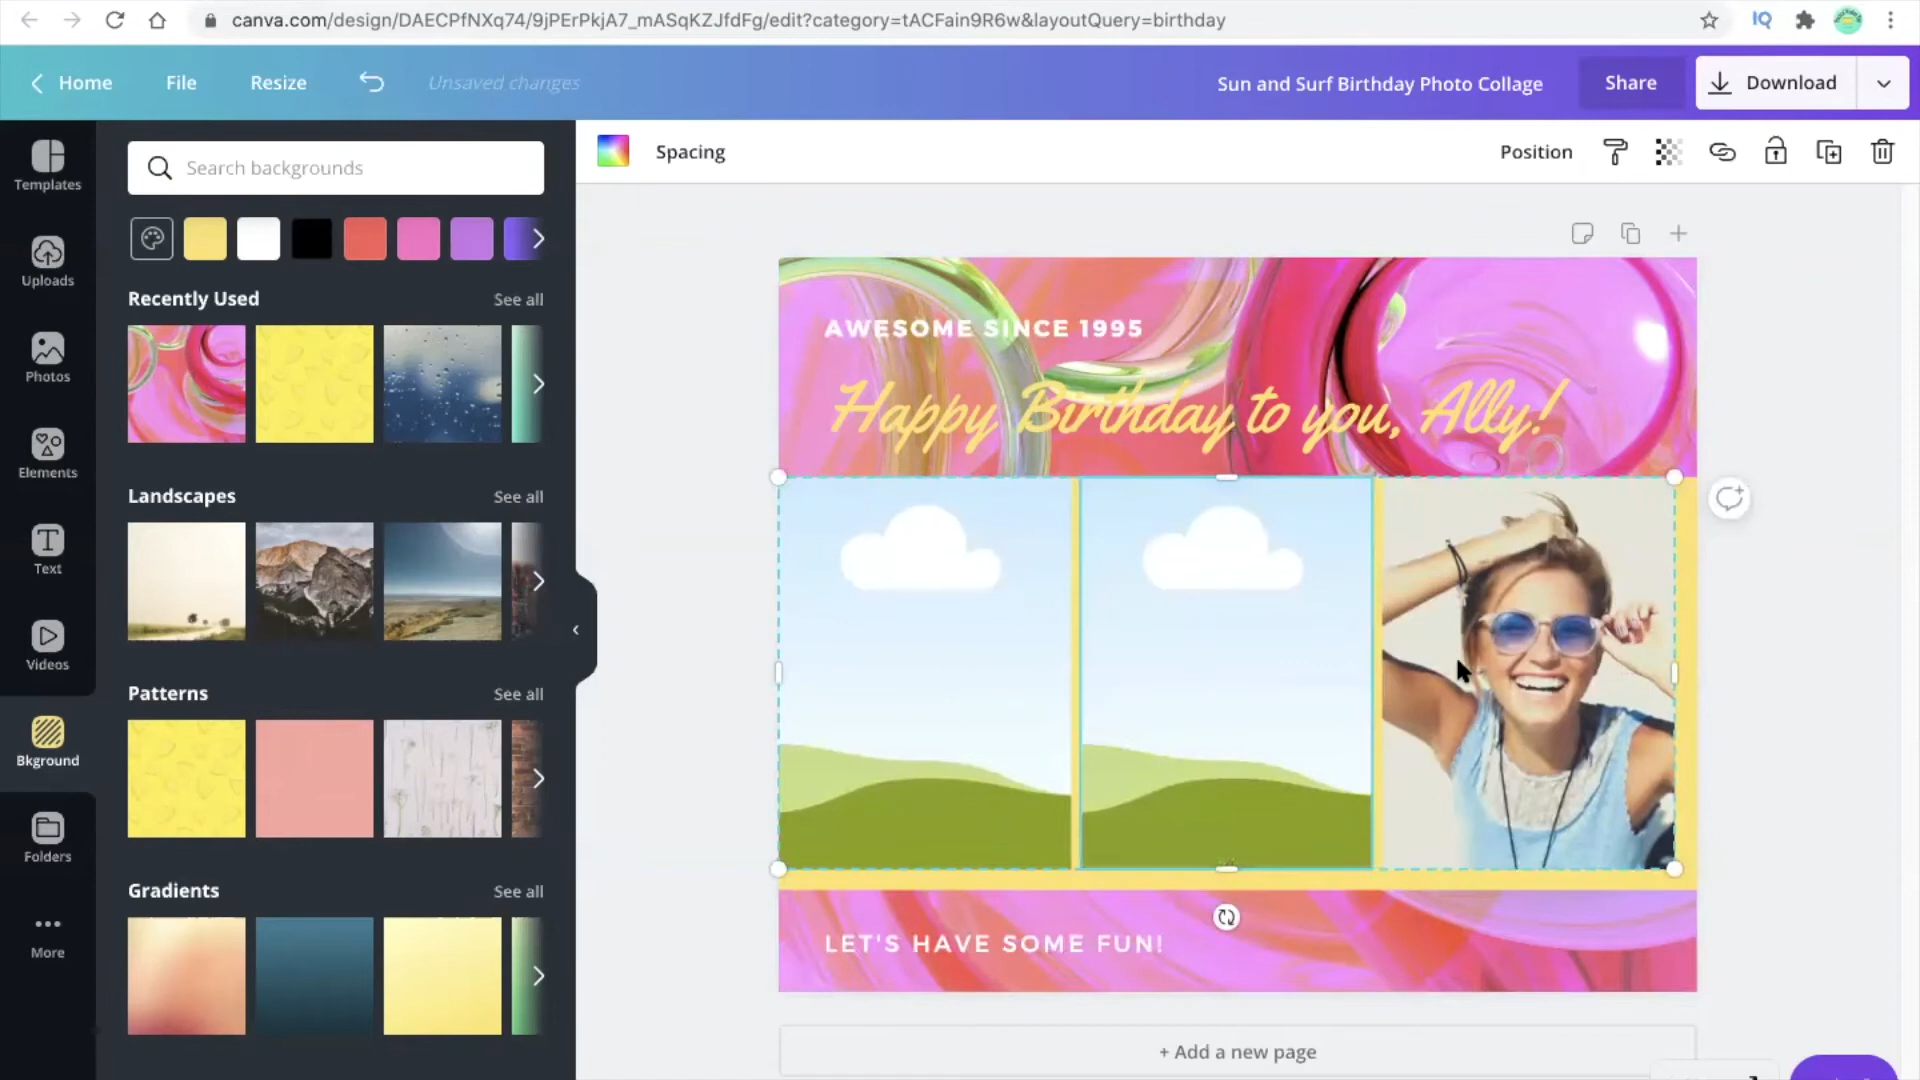 canva.com/design/DAECPfNXq74/9jPErPkjA7_mASqKZJfdFg/edit?category=tACFain9R6w&layoutQuery=birthday
IQ
Home
File
Resize
Unsaved changes
Sun and Surf Birthday Photo Collage
Share
Download
Templates
Uploads
Photos
Elements
Text
Videos
Bkground
Folders
More
Search backgrounds
Recently Used
See all
Landscapes
See all
Patterns
See all
Gradients
See all
Spacing
Position
AWESOME SINCE 1995
Happy Birthday to you, Ally!
LET'S HAVE SOME FUN!
+ Add a new page